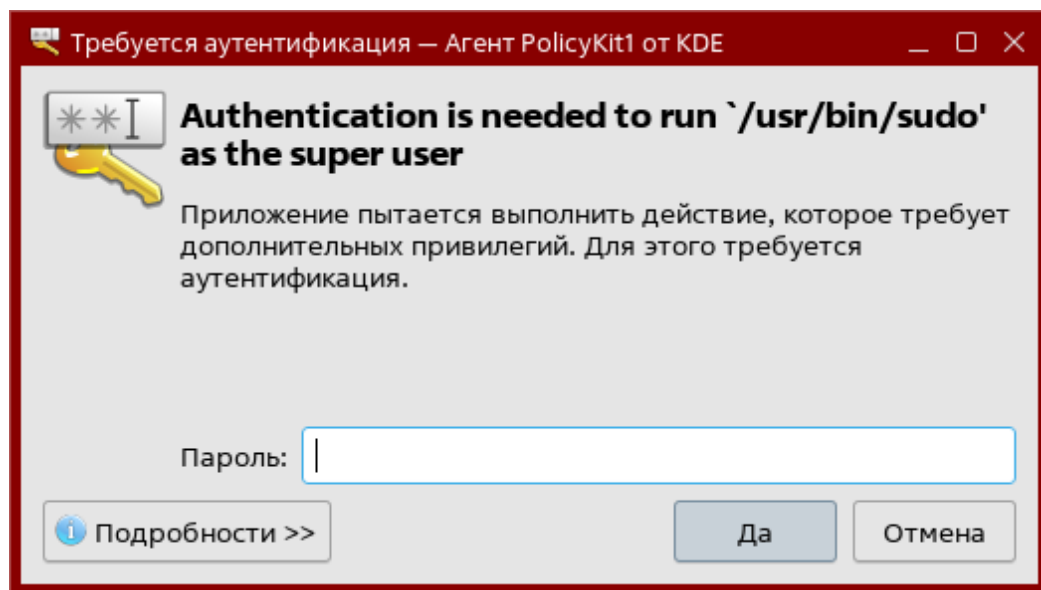 Требуется аутентификация — Агент PolicyKit1 от KDE
Authentication is needed to run `/usr/bin/sudo'
as the super user
Приложение пытается выполнить действие, которое требует
дополнительных привилегий. Для этого требуется
аутентификация.
Пароль:
Подробности >>
Да
Отмена